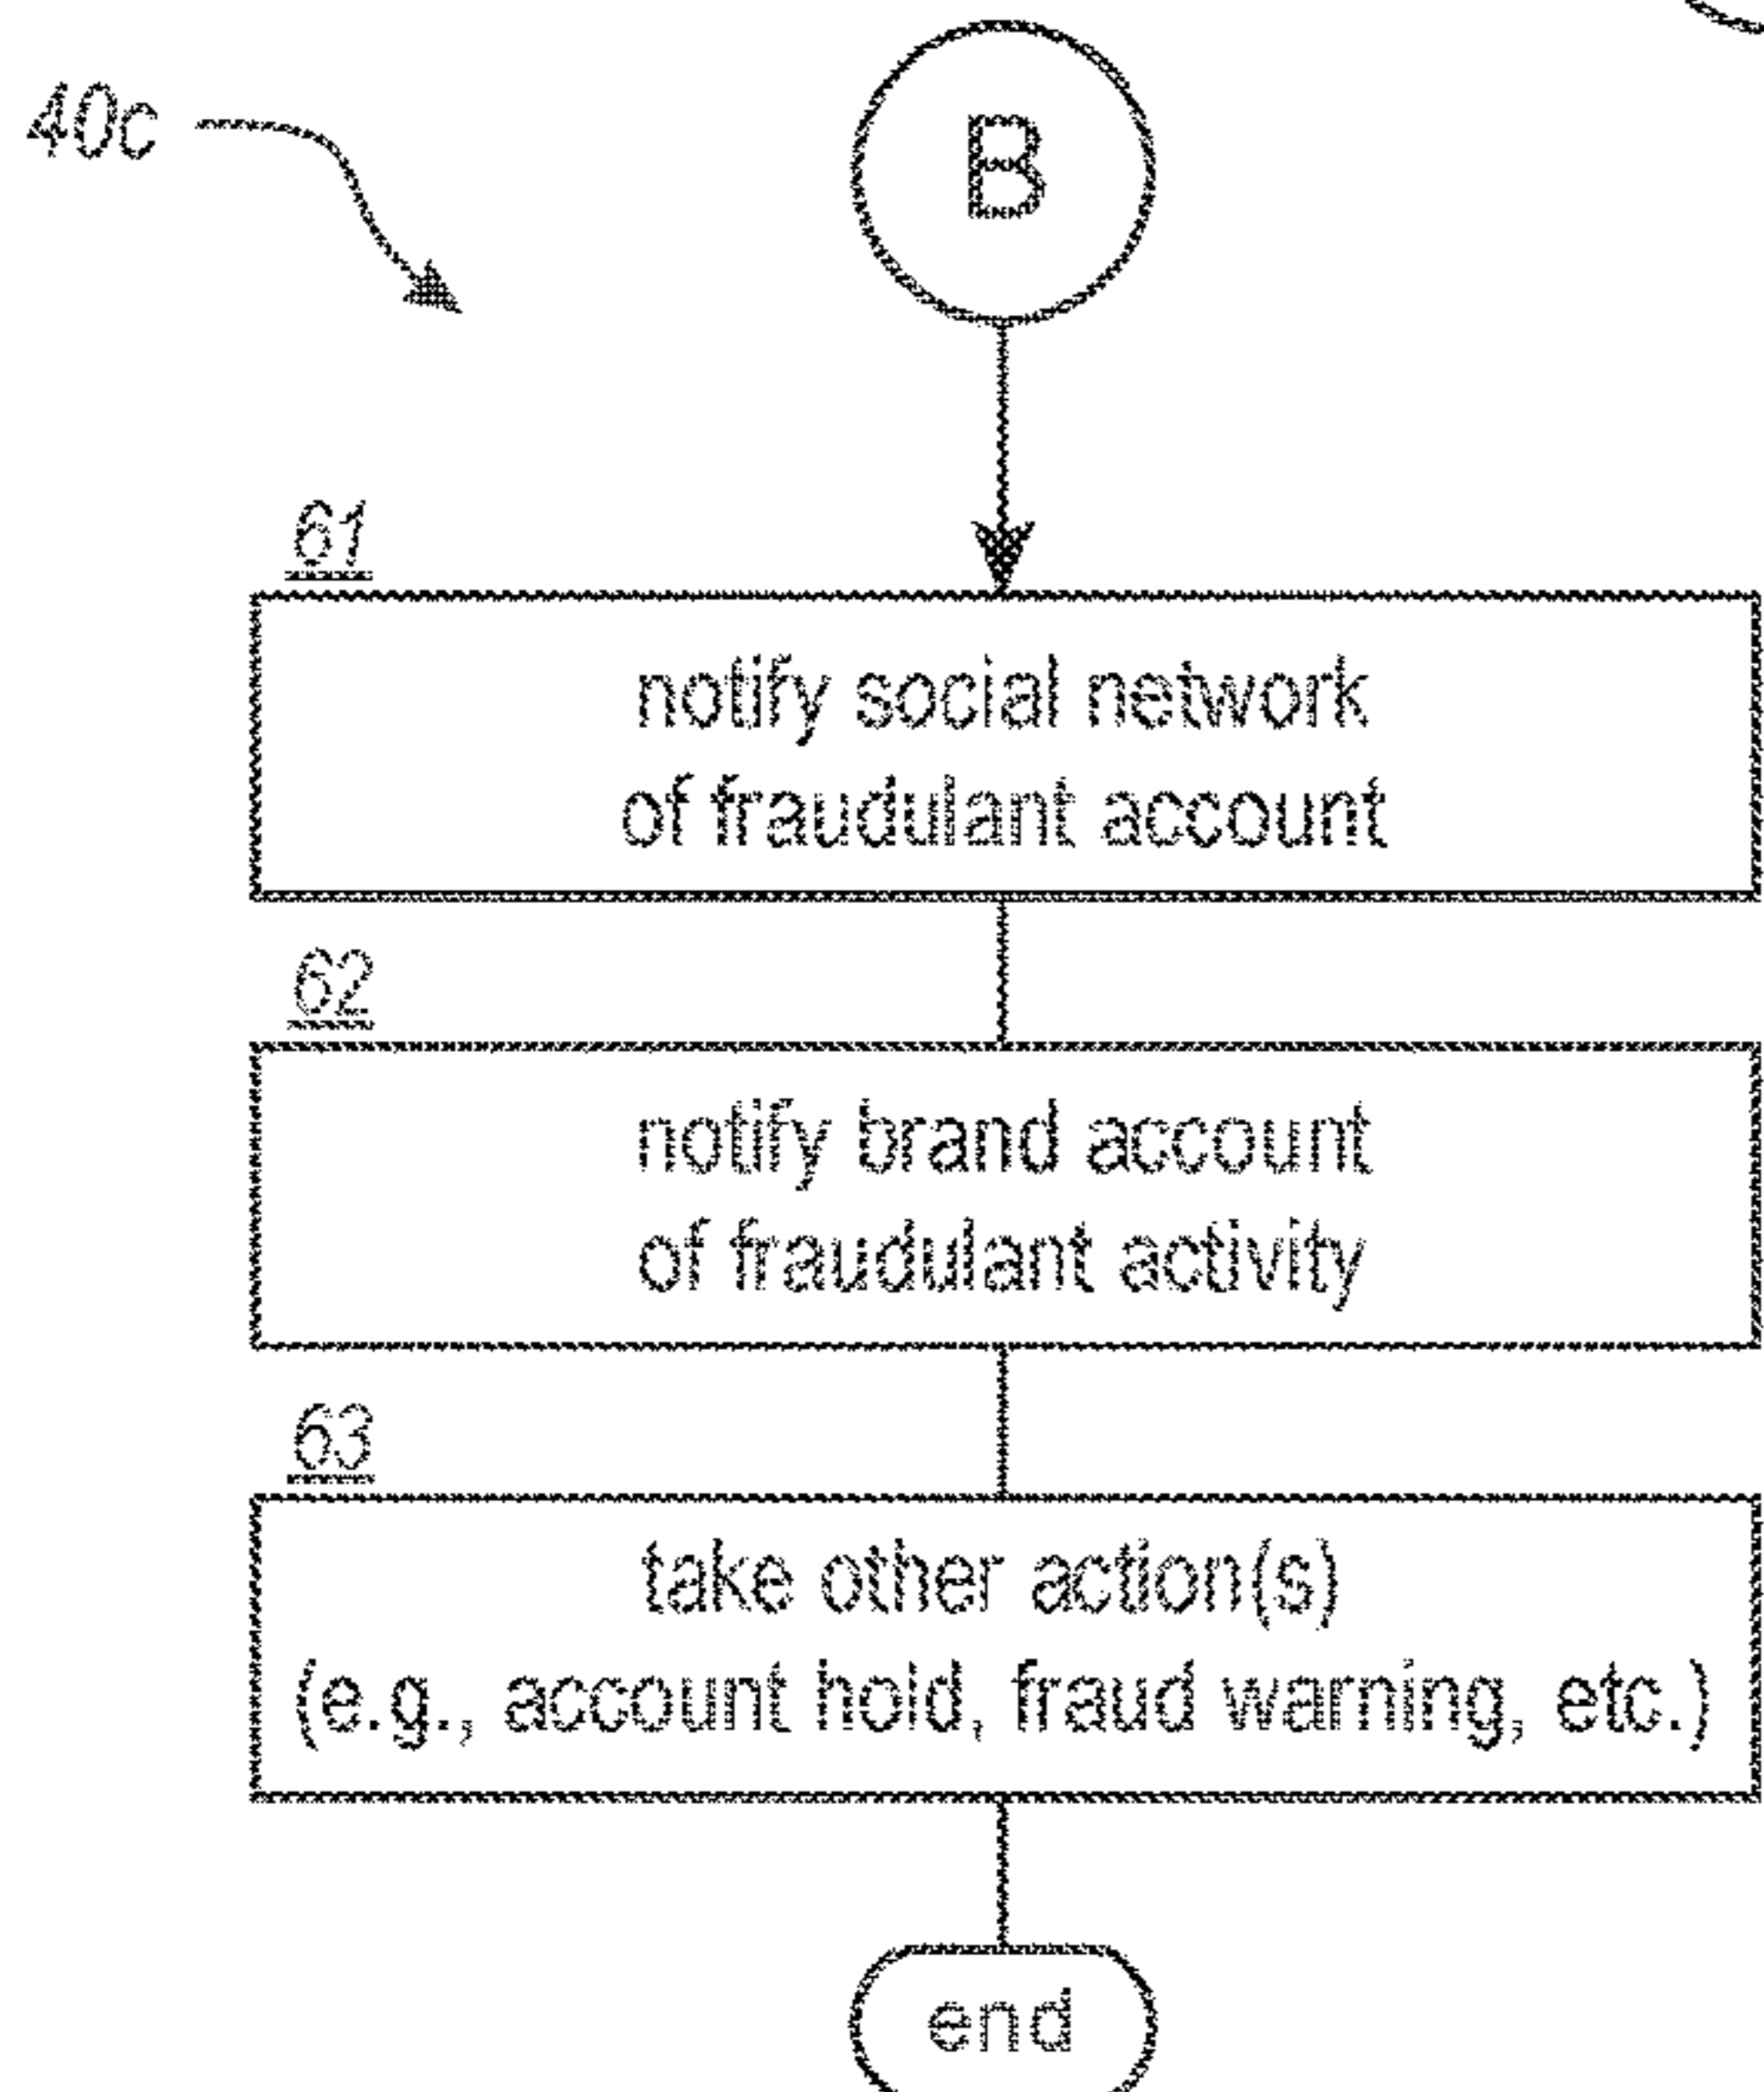 40c
B
61
notify social network
of fraudulant account
62
notify brand account
of fraudulant activity
63
take other action(s)
(e.g., account hold, fraud warning, etc.)
end